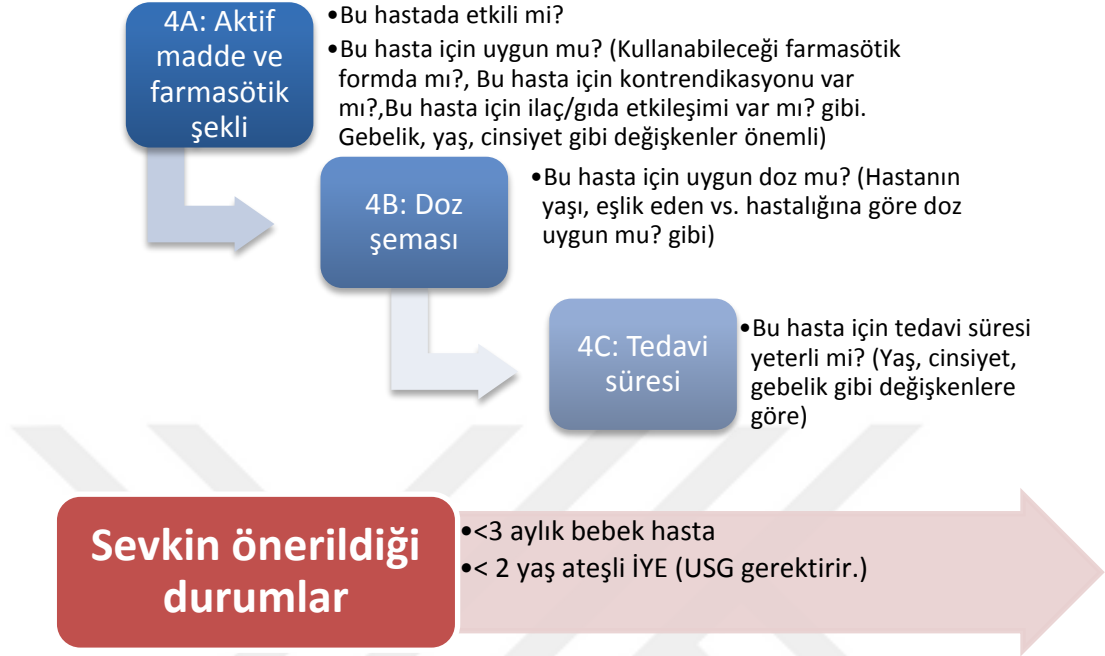 4A: Aktif
madde ve
farmasötik
şekli
•Bu hastada etkili mi?
•Bu hasta için uygun mu? (Kullanabileceği farmasötik
formda mı?, Bu hasta için kontrendikasyonu var
mı?,Bu hasta için ilaç/gıda etkileşimi var mı? gibi.
Gebelik, yaş, cinsiyet gibi değişkenler önemli)
4B: Doz
şeması
•Bu hasta için uygun doz mu? (Hastanın
yaşı, eşlik eden vs. hastalığına göre doz
uygun mu? gibi)
4C: Tedavi
süresi
•Bu hasta için tedavi süresi
yeterli mi? (Yaş, cinsiyet,
gebelik gibi değişkenlere
göre)
Sevkin önerildiği
durumlar
•<3 aylık bebek hasta
•< 2 yaş ateşli İYE (USG gerektirir.)